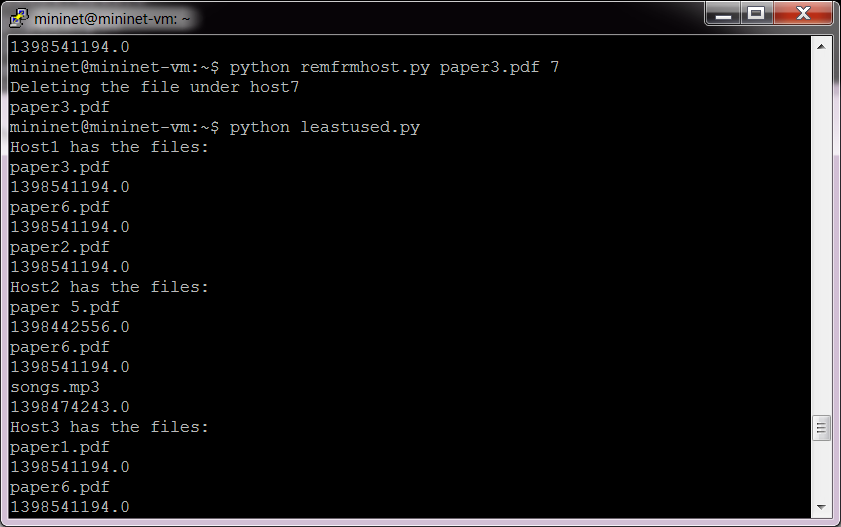 mininet@mininet-vm: ~
1398541194.0
mininet@mininet-vm:~$ python remfrmhost.py paper3.pdf 7
Deleting the file under host7
paper3.pdf
mininet@mininet-vm:~$ python leastused.py
Host1 has the files:
paper3.pdf
1398541194.0
paper6.pdf
1398541194.0
paper2.pdf
1398541194.0
Host2 has the files:
paper 5.pdf
1398442556.0
paper6.pdf
1398541194.0
songs.mp3
1398474243.0
Host3 has the files:
paper1.pdf
1398541194.0
paper6.pdf
1398541194.0